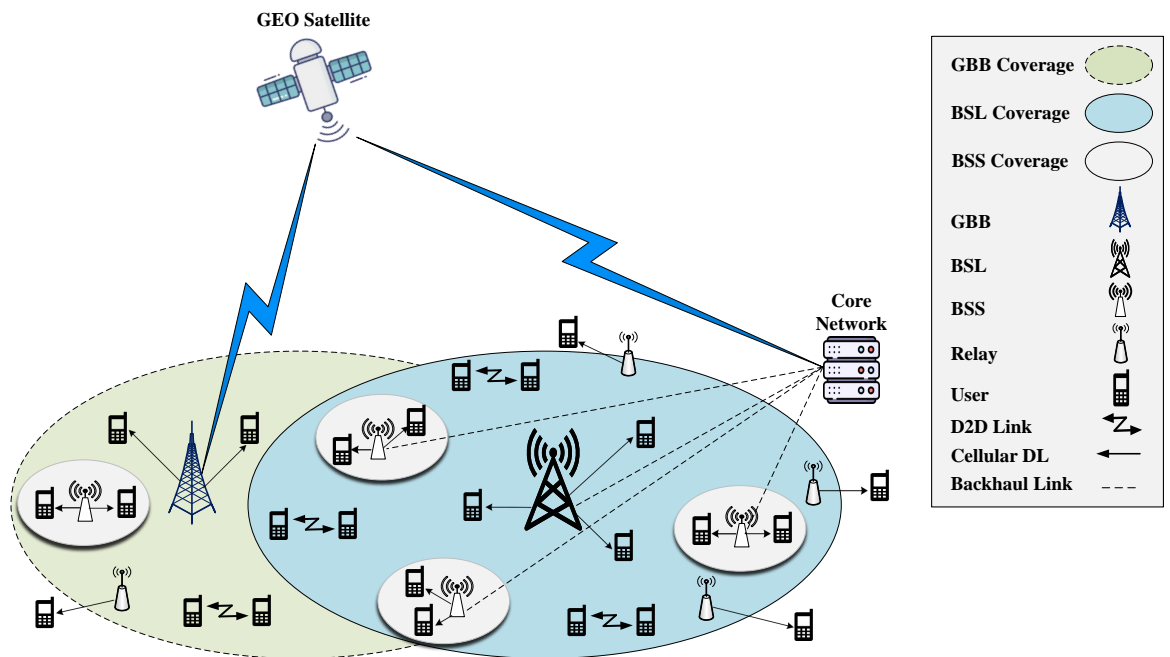 GEO Satellite
GBB Coverage
BSL Coverage
BSS Coverage
GBB
BSL
BSS
Relay
User
D2D Link
Cellular DL
Backhaul Link
Core
Network